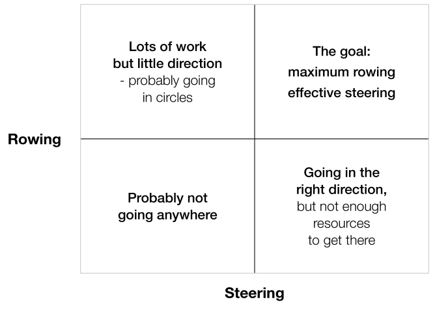 Lots of work
but little direction
- probably going
in circles
The goal:
maximum rowing
effective steering
Rowing
Probably not
going anywhere
Going in the
right direction,
but not enough
resources
to get there
Steering